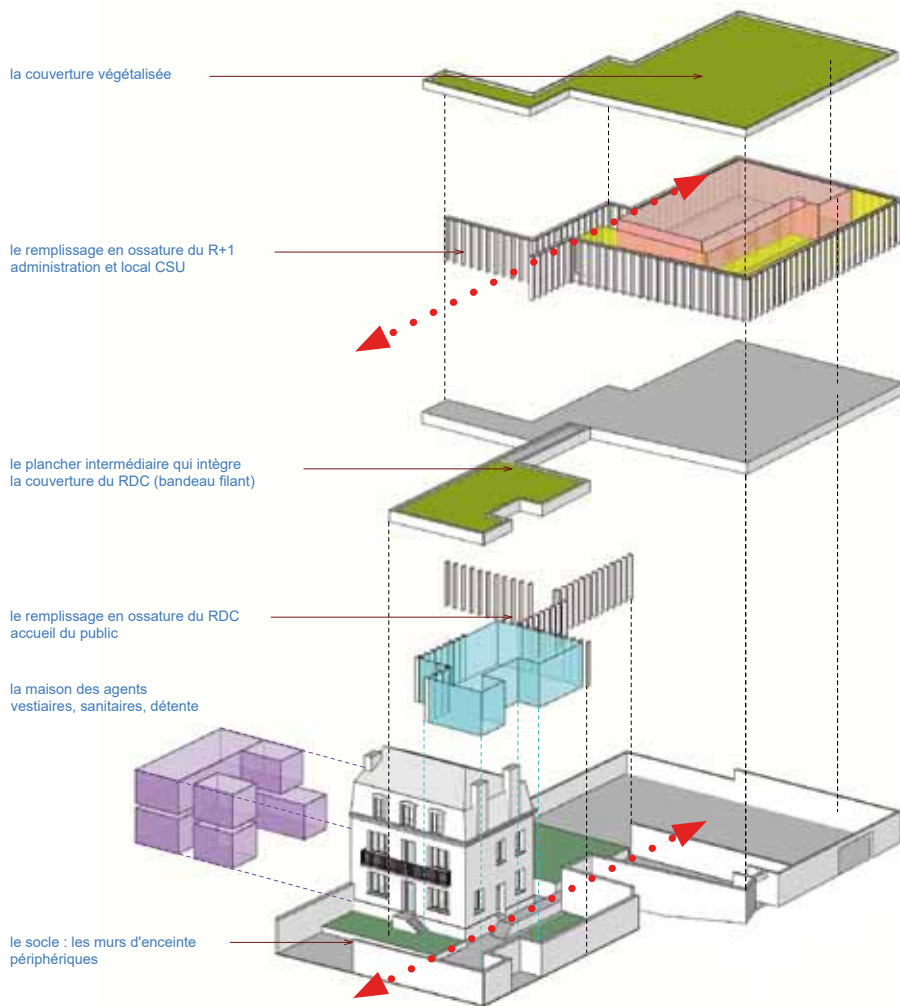 la couverture végétalisée
le remplissage en ossature du R+1
administration et local CSU
le plancher intermédiaire qui intègre
la couverture du RDC (bandeau filant)
le remplissage en ossature du RDC
accueil du public
la maison des agents
vestiaires, sanitaires, détente
le socle : les murs d'enceinte
périphériques